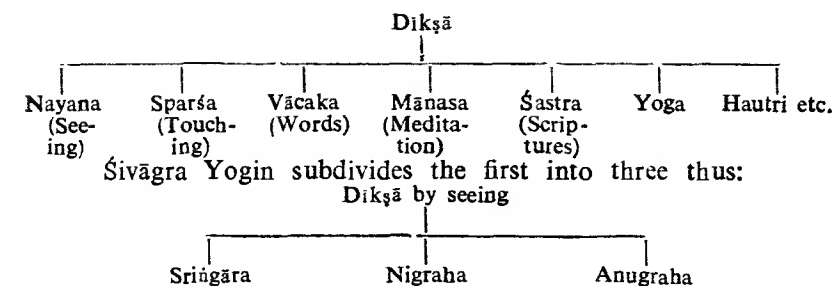 Dīkṣā
Nayana Sparśa Vācaka Mānasa Śastra Yoga Hautri etc.
(See- (Touch- (Words) (Medita- (Scrip-
ing) ing) tion) tures)
Śivāgra Yogin subdivides the first into three thus:
Dīkṣā by seeing
Sriṅgāra Nigraha Anugraha